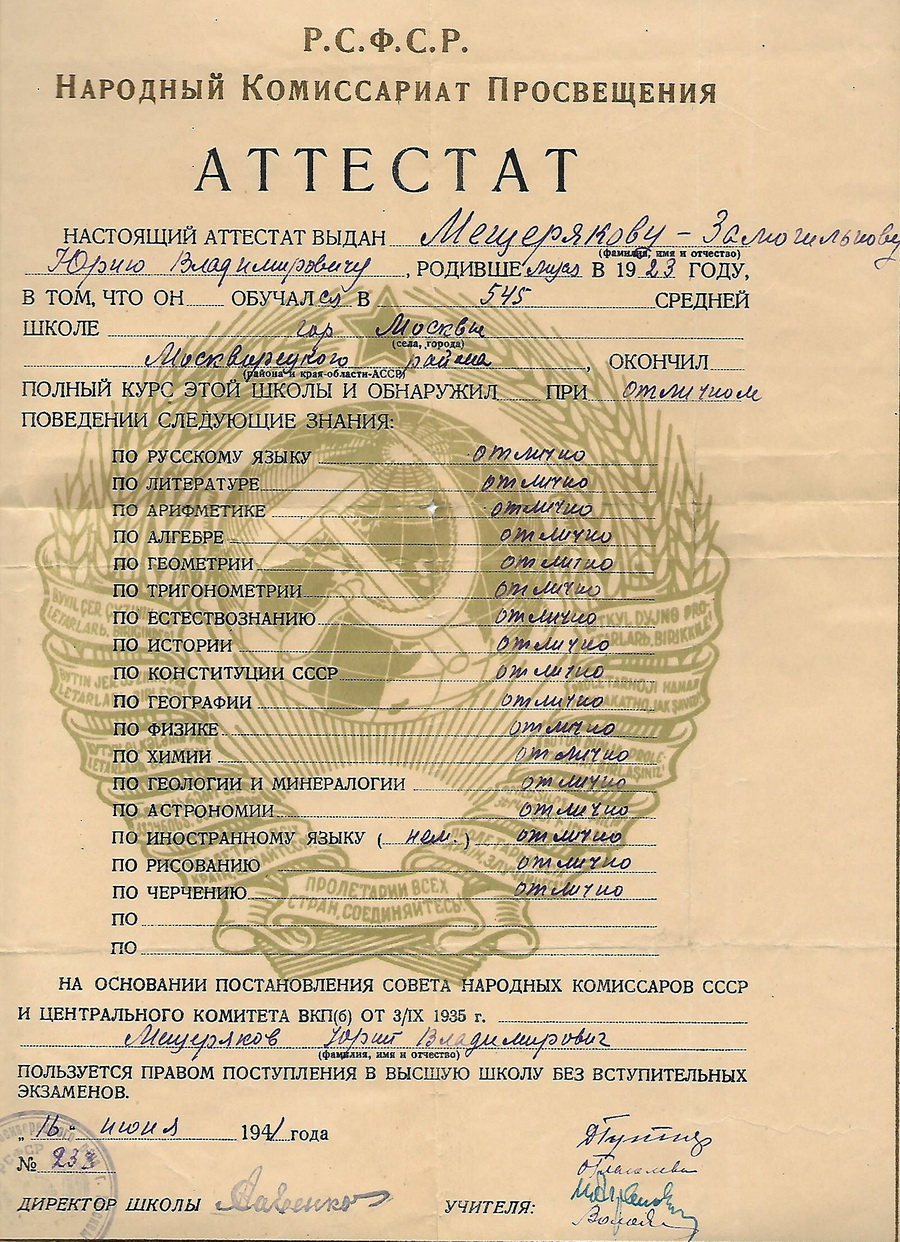 Р.С.Ф.С.Р.
НАРОДНЫЙ КОМИССАРИАТ ПРОСВЕЩЕНИЯ
АТТЕСТАТ
НАСТОЯЩИЙ АТТЕСТАТ ВЫДАН Мещерякову - Замогильнову
(фамилия, имя и отчество)
Юрию Владимировичу, РОДИВШЕмуся В 1923 ГОДУ,
В ТОМ, ЧТО ОН ОБУЧАЛся В 545 СРЕДНЕЙ
ШКОЛЕ гор Москвы
(села, города)
Москворецкого района, ОКОНЧИЛ
(района и края-области-АССР)
ПОЛНЫЙ КУРС ЭТОЙ ШКОЛЫ И ОБНАРУЖИЛ ПРИ отличном
ПОВЕДЕНИИ СЛЕДУЮЩИЕ ЗНАНИЯ:
ПО РУССКОМУ ЯЗЫКУ отлично
ПО ЛИТЕРАТУРЕ отлично
ПО АРИФМЕТИКЕ отлично
ПО АЛГЕБРЕ отлично
ПО ГЕОМЕТРИИ отлично
ПО ТРИГОНОМЕТРИИ отлично
ПО ЕСТЕСТВОЗНАНИЮ отлично
ПО ИСТОРИИ отлично
ПО КОНСТИТУЦИИ СССР отлично
ПО ГЕОГРАФИИ отлично
ПО ФИЗИКЕ отлично
ПО ХИМИИ отлично
ПО ГЕОЛОГИИ И МИНЕРАЛОГИИ отлично
ПО АСТРОНОМИИ отлично
ПО ИНОСТРАННОМУ ЯЗЫКУ (нем.) отлично
ПО РИСОВАНИЮ отлично
ПО ЧЕРЧЕНИЮ отлично
ПО
ПО
ПРОЛЕТАРИИ ВСЕХ
СТРАН, СОЕДИНЯЙТЕСЬ!
НА ОСНОВАНИИ ПОСТАНОВЛЕНИЯ СОВЕТА НАРОДНЫХ КОМИССАРОВ СССР
И ЦЕНТРАЛЬНОГО КОМИТЕТА ВКП(б) ОТ 3/IX 1935 г.
Мещеряков Юрий Владимирович
(фамилия, имя и отчество)
ПОЛЬЗУЕТСЯ ПРАВОМ ПОСТУПЛЕНИЯ В ВЫСШУЮ ШКОЛУ БЕЗ ВСТУПИТЕЛЬНЫХ
ЭКЗАМЕНОВ.
„16" июня 1941 года
№ 233
ДИРЕКТОР ШКОЛЫ УЧИТЕЛЯ: